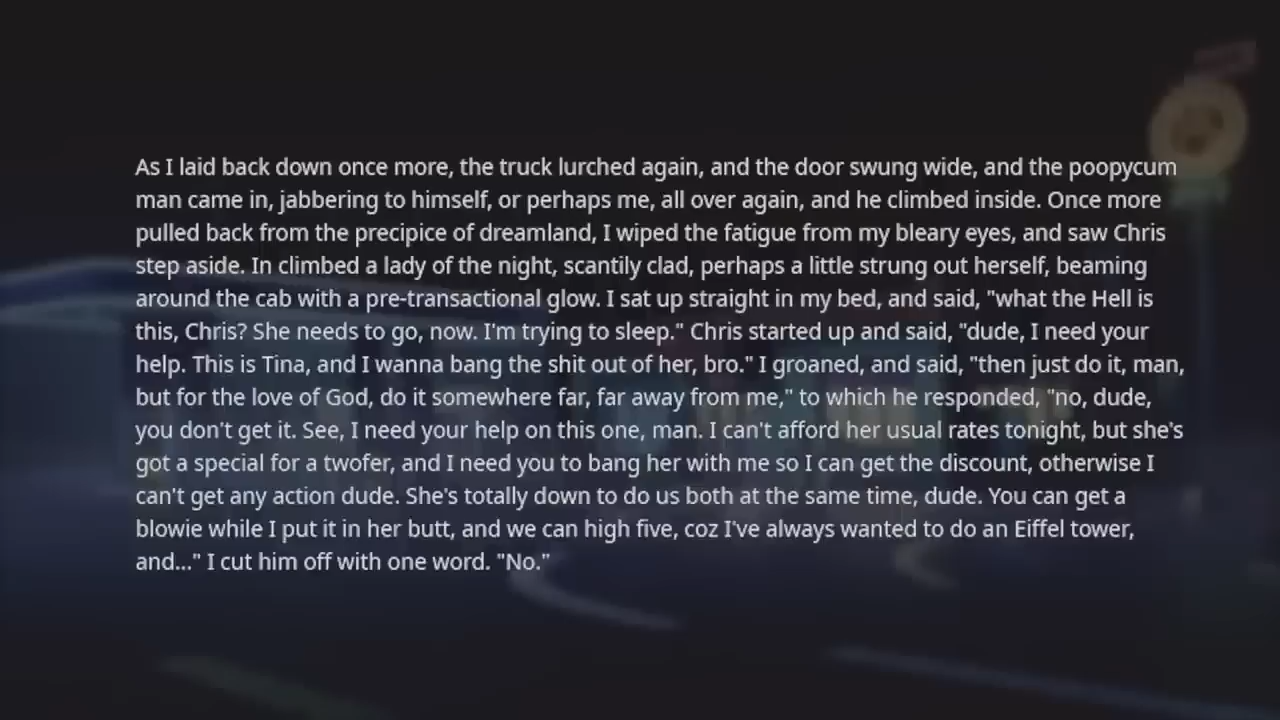 As I laid back down once more, the truck lurched again, and the door swung wide, and the poopycum
man came in, jabbering to himself, or perhaps me, all over again, and he climbed inside. Once more
pulled back from the precipice of dreamland, I wiped the fatigue from my bleary eyes, and saw Chris
step aside. In climbed a lady of the night, scantily clad, perhaps a little strung out herself, beaming
around the cab with a pre-transactional glow. I sat up straight in my bed, and said, "what the Hell is
this, Chris? She needs to go, now. I'm trying to sleep." Chris started up and said, "dude, I need your
help. This is Tina, and I wanna bang the shit out of her, bro." I groaned, and said, "then just do it, man,
but for the love of God, do it somewhere far, far away from me," to which he responded, "no, dude,
you don't get it. See, I need your help on this one, man. I can't afford her usual rates tonight, but she's
got a special for a twofer, and I need you to bang her with me so I can get the discount, otherwise I
can't get any action dude. She's totally down to do us both at the same time, dude. You can get a
blowie while I put it in her butt, and we can high five, coz I've always wanted to do an Eiffel tower,
and..." I cut him off with one word. "No."